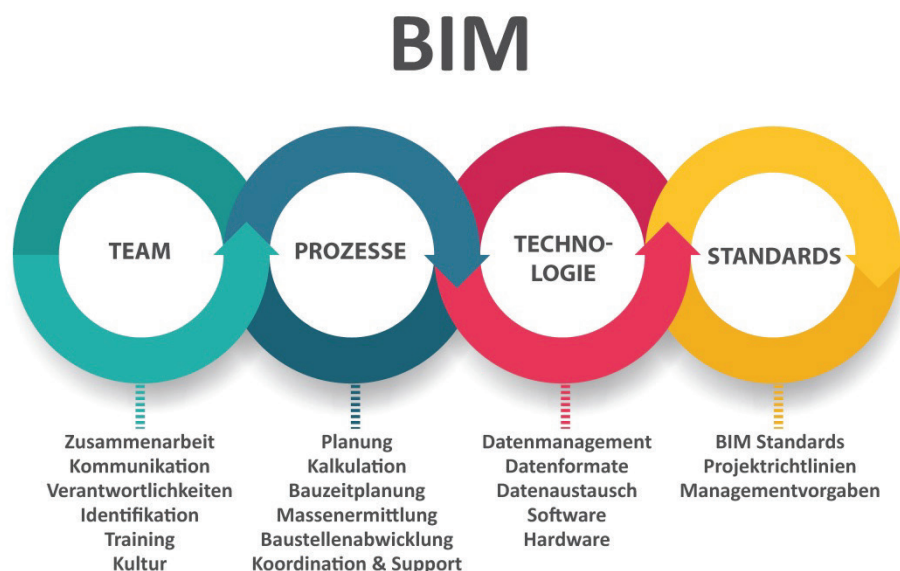 BIM
TEAM
PROZESSE
TECHNO-
LOGIE
STANDARDS
Zusammenarbeit
Kommunikation
Verantwortlichkeiten
Identifikation
Training
Kultur
Planung
Kalkulation
Bauzeitplanung
Massenermittlung
Baustellenabwicklung
Koordination & Support
Datenmanagement
Datenformate
Datenaustausch
Software
Hardware
BIM Standards
Projektrichtlinien
Managementvorgaben